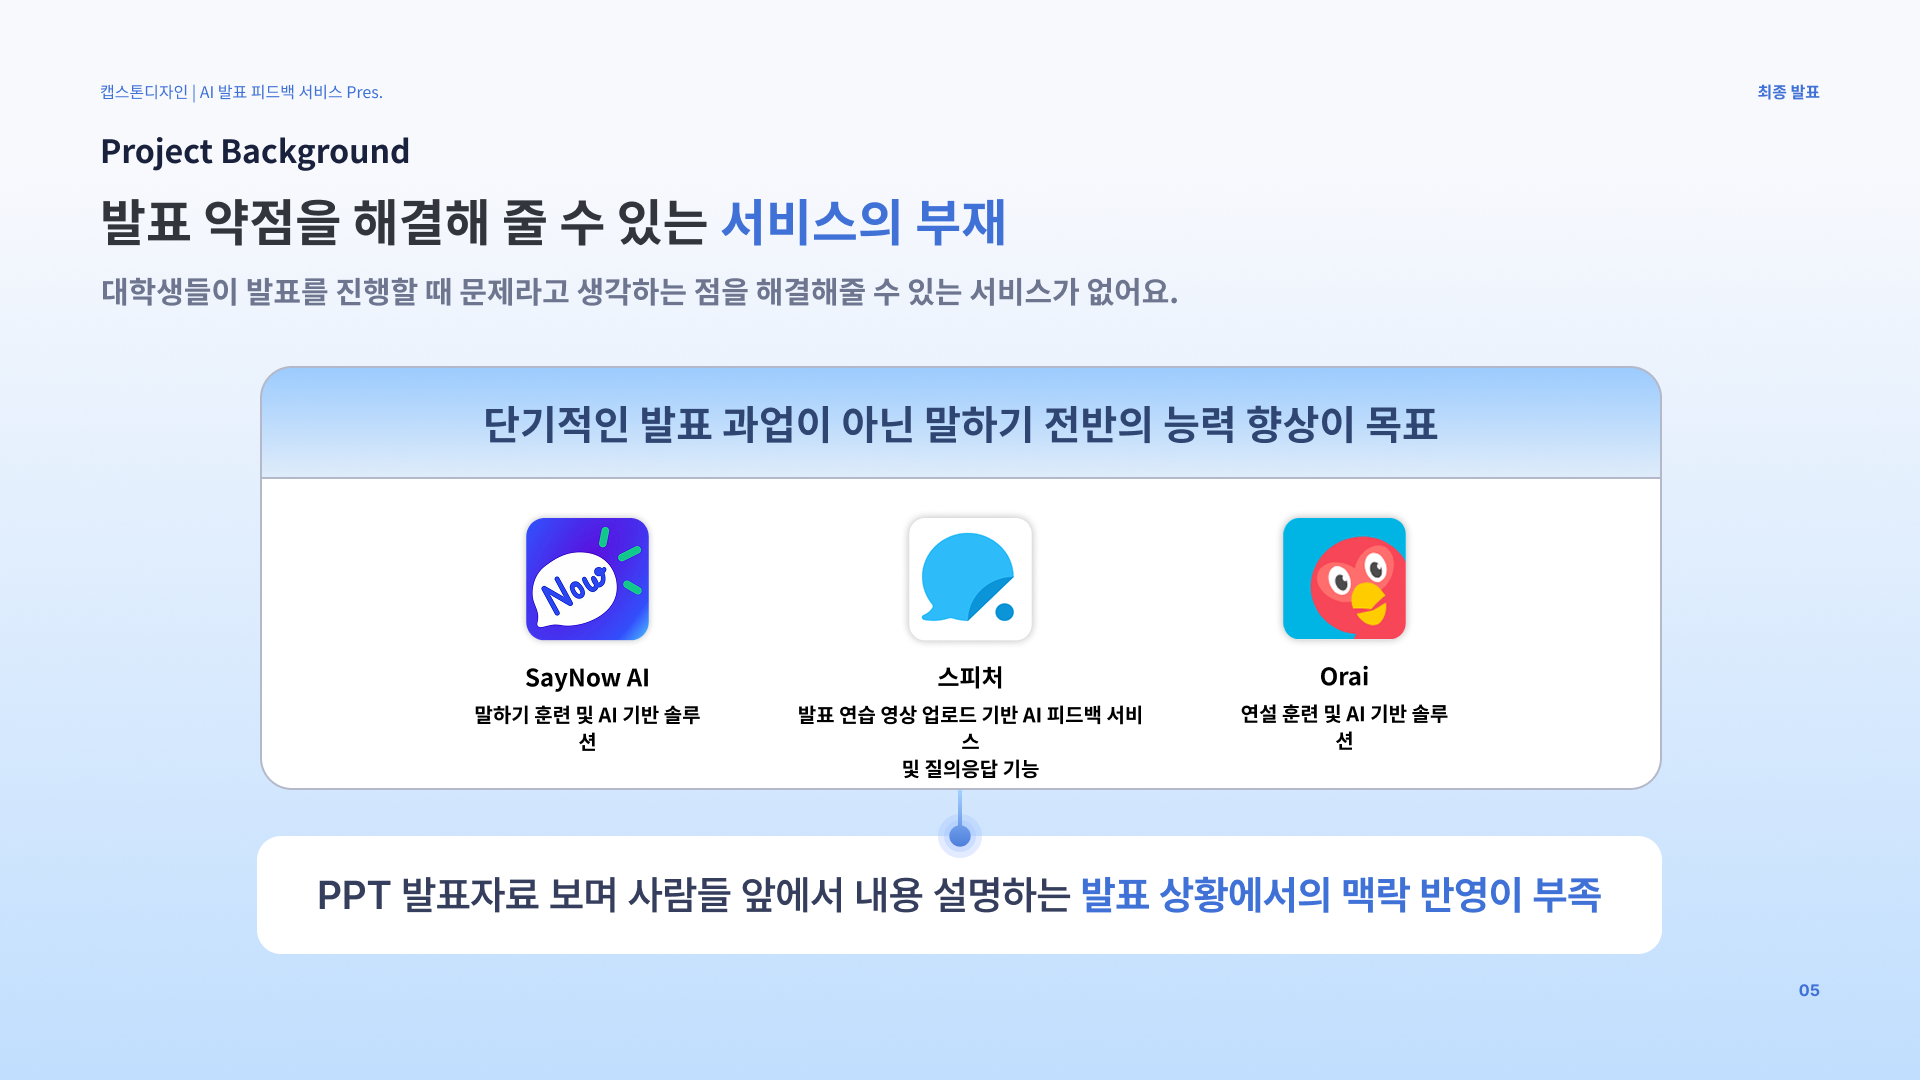 캡스톤디자인 | AI 발표 피드백 서비스 Pres.
최종 발표
Project Background
발표 약점을 해결해 줄 수 있는 서비스의 부재
대학생들이 발표를 진행할 때 문제라고 생각하는 점을 해결해줄 수 있는 서비스가 없어요.
단기적인 발표 과업이 아닌 말하기 전반의 능력 향상이 목표
Now
SayNow AI
말하기 훈련 및 AI 기반 솔루
션
스피처
발표 연습 영상 업로드 기반 AI 피드백 서비
스
및 질의응답 기능
Orai
연설 훈련 및 AI 기반 솔루
션
PPT 발표자료 보며 사람들 앞에서 내용 설명하는 발표 상황에서의 맥락 반영이 부족
05